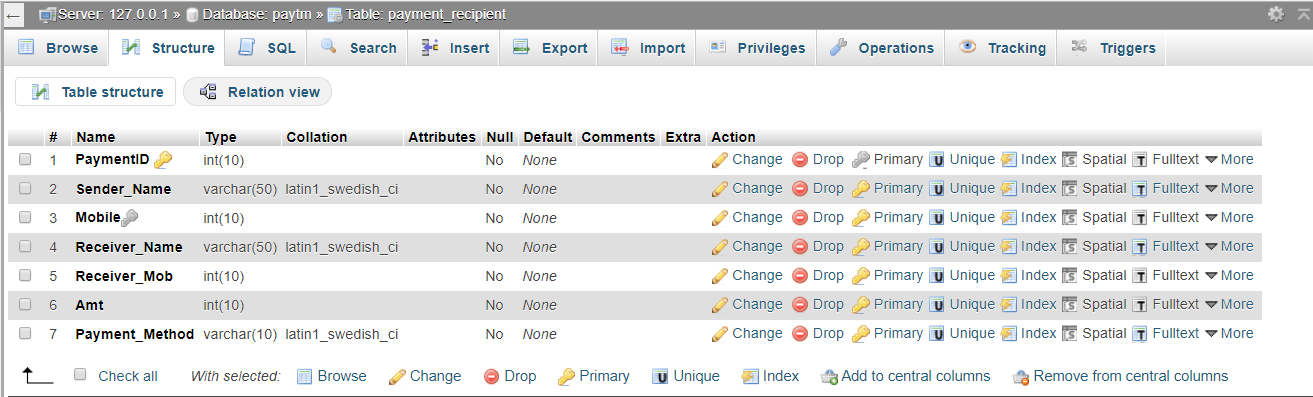 Server: 127.0.0.1 » Database: paytm » Table: payment_recipient
Browse Structure SQL Search Insert Export Import Privileges Operations Tracking Triggers
Table structure Relation view
# Name Type Collation Attributes Null Default Comments Extra Action
1 PaymentID int(10) No None Change Drop Primary Unique Index Spatial Fulltext More
2 Sender_Name varchar(50) latin1_swedish_ci No None Change Drop Primary Unique Index Spatial Fulltext More
3 Mobile int(10) No None Change Drop Primary Unique Index Spatial Fulltext More
4 Receiver_Name varchar(50) latin1_swedish_ci No None Change Drop Primary Unique Index Spatial Fulltext More
5 Receiver_Mob int(10) No None Change Drop Primary Unique Index Spatial Fulltext More
6 Amt int(10) No None Change Drop Primary Unique Index Spatial Fulltext More
7 Payment_Method varchar(10) latin1_swedish_ci No None Change Drop Primary Unique Index Spatial Fulltext More
Check all With selected: Browse Change Drop Primary Unique Index Add to central columns Remove from central columns